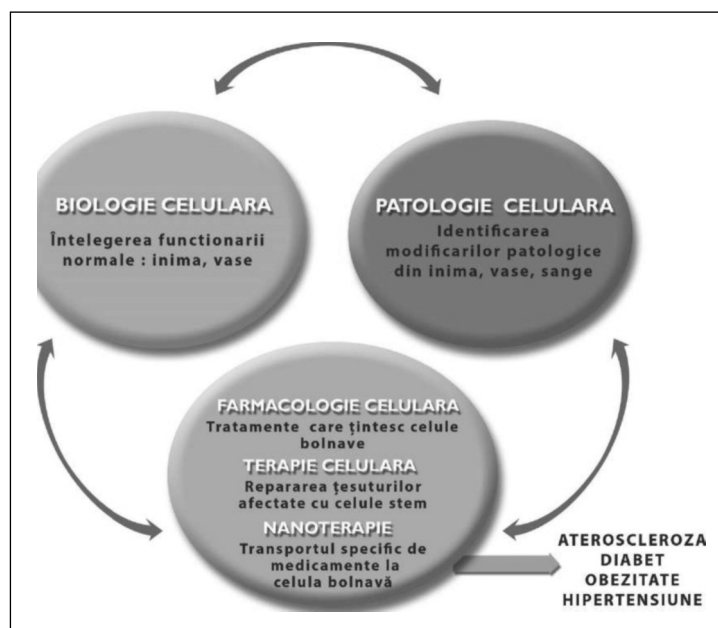 BIOLOGIE CELULARA
Întelegerea functionarii
normale : inima, vase
PATOLOGIE CELULARA
Identificarea
modificarilor patologice
din inima, vase, sange
FARMACOLOGIE CELULARA
Tratamente care țintesc celule
bolnave
TERAPIE CELULARA
Repararea țesuturilor
afectate cu celule stem
NANOTERAPIE
Transportul specific de
medicamente la
celula bolnavă
ATEROSCLEROZA
DIABET
OBEZITATE
HIPERTENSIUNE